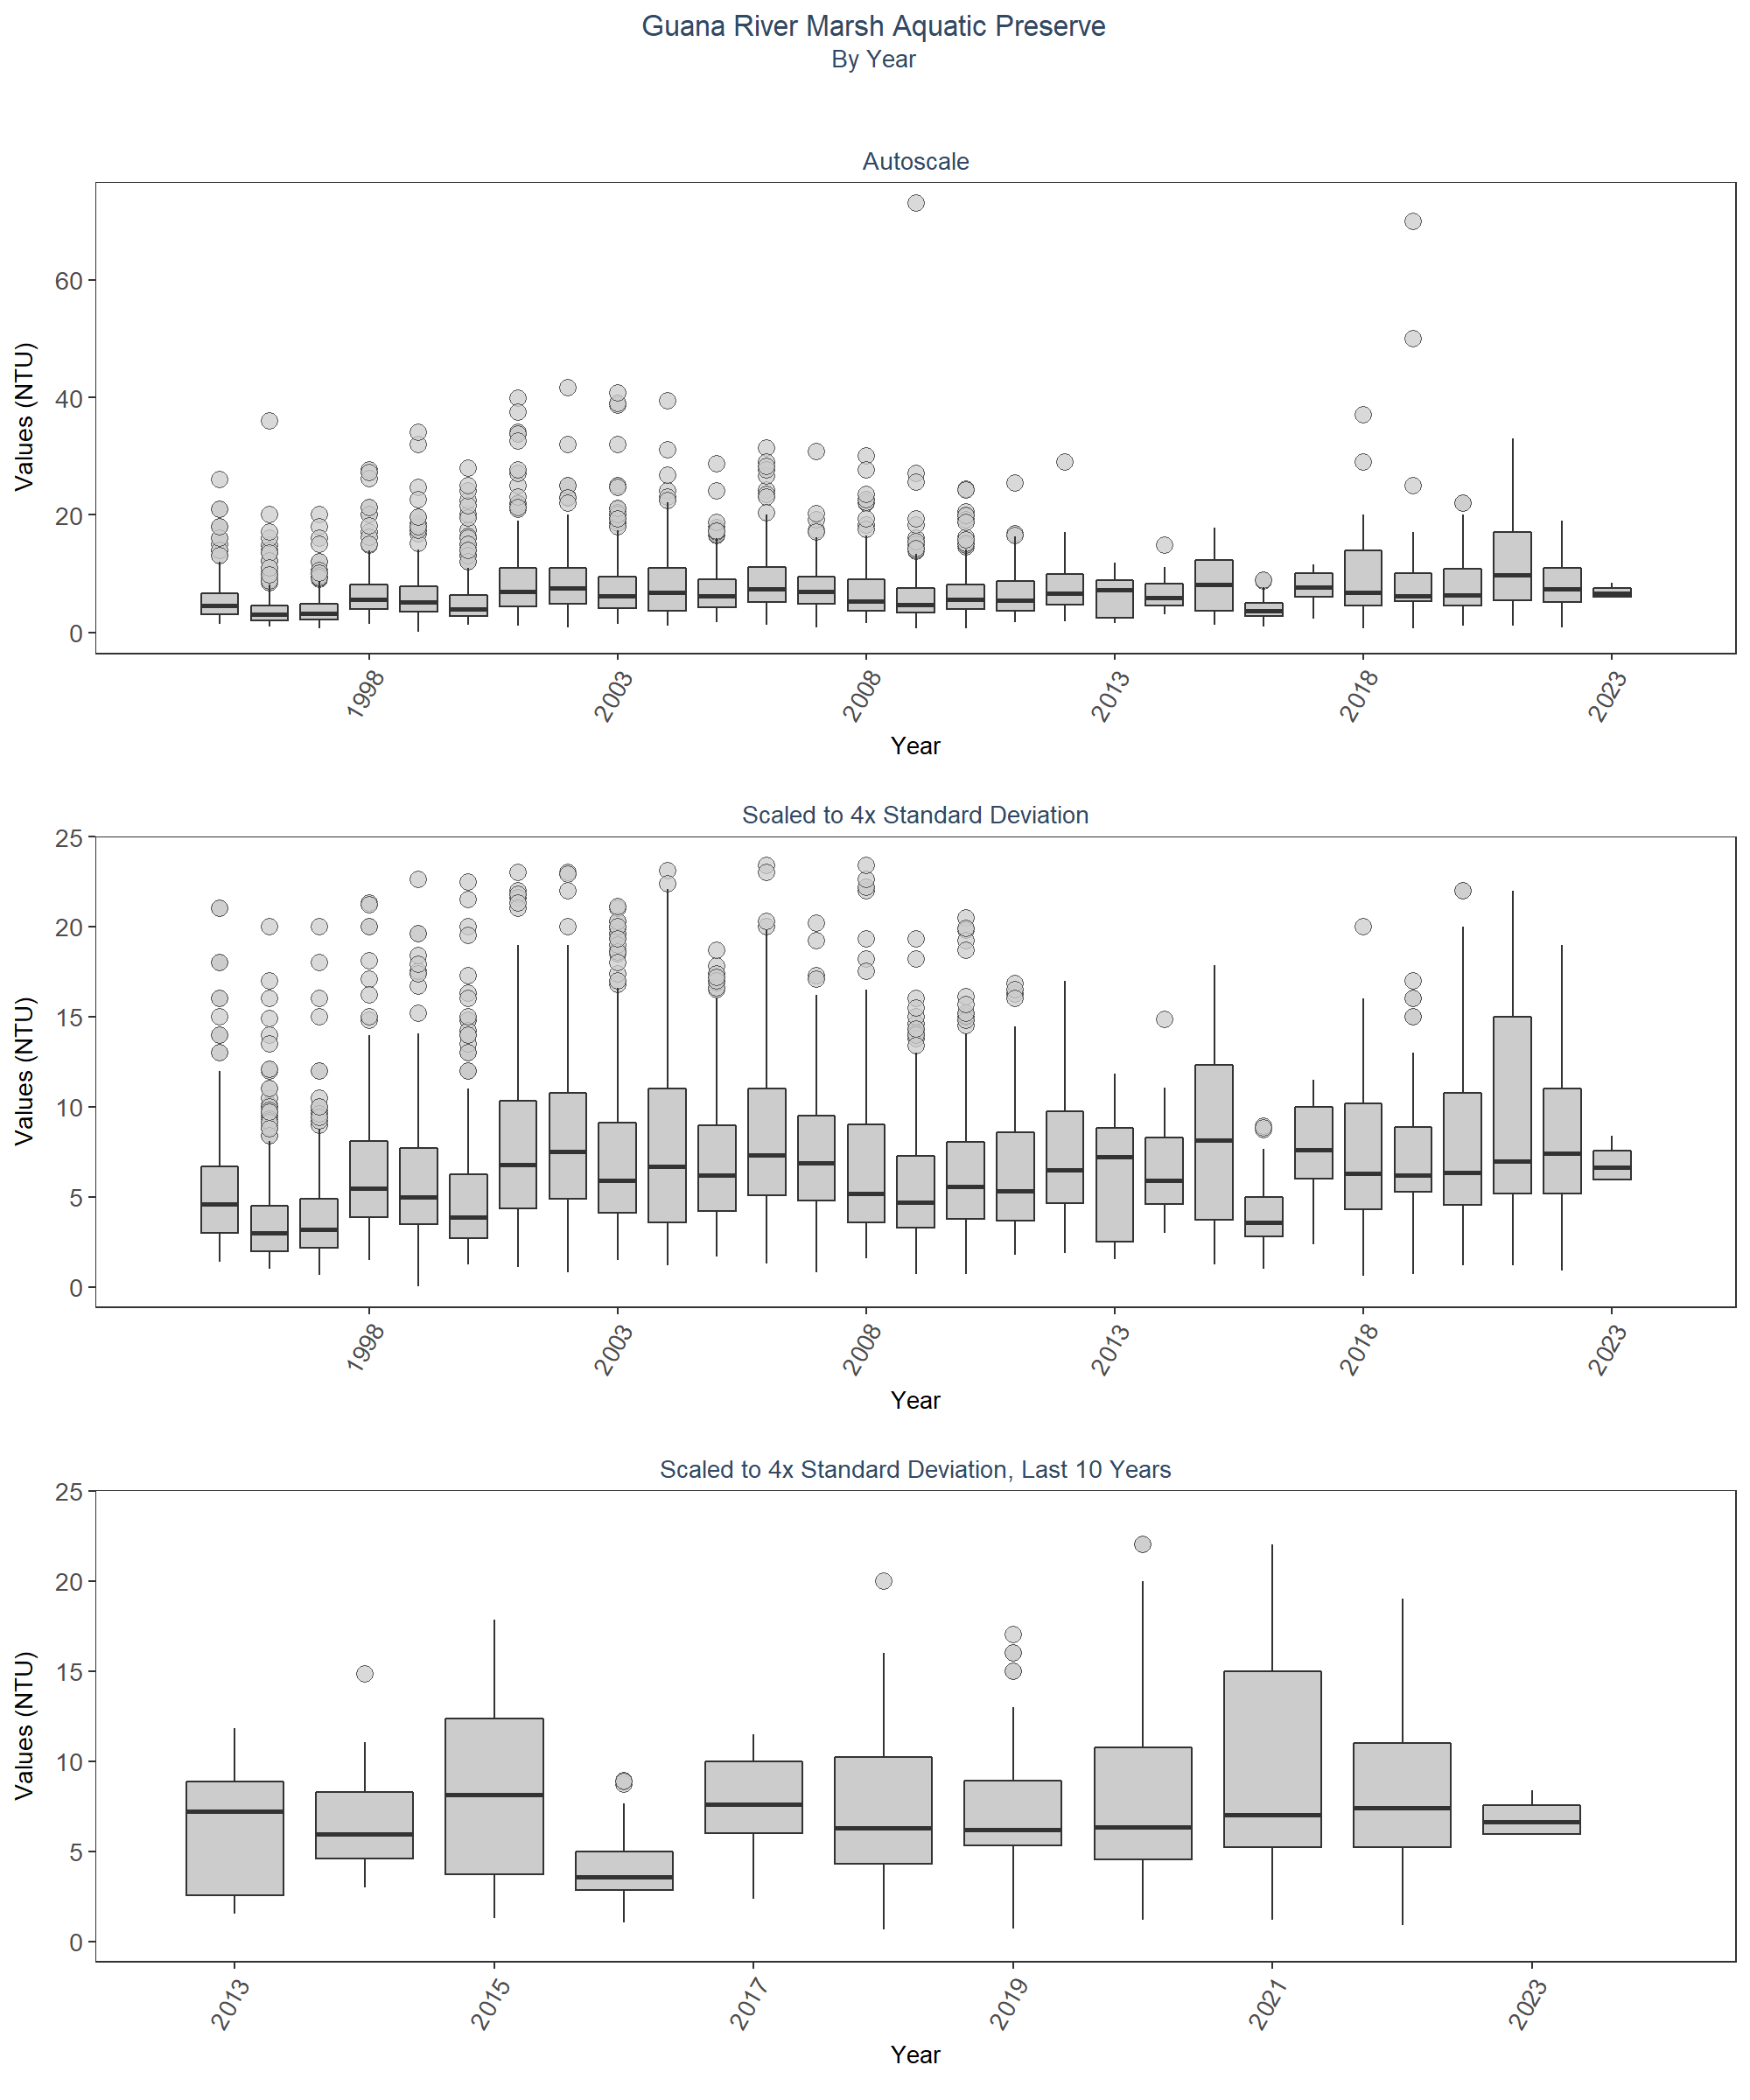 Guana River Marsh Aquatic Preserve
By Year
Autoscale
Values (NTU)
60
40
20
0
1998 2003 2008 2013 2018 2023
Year
Scaled to 4x Standard Deviation
Values (NTU)
25
20
15
10
5
0
1998 2003 2008 2013 2018 2023
Year
Scaled to 4x Standard Deviation, Last 10 Years
Values (NTU)
25
20
15
10
5
0
2013 2015 2017 2019 2021 2023
Year